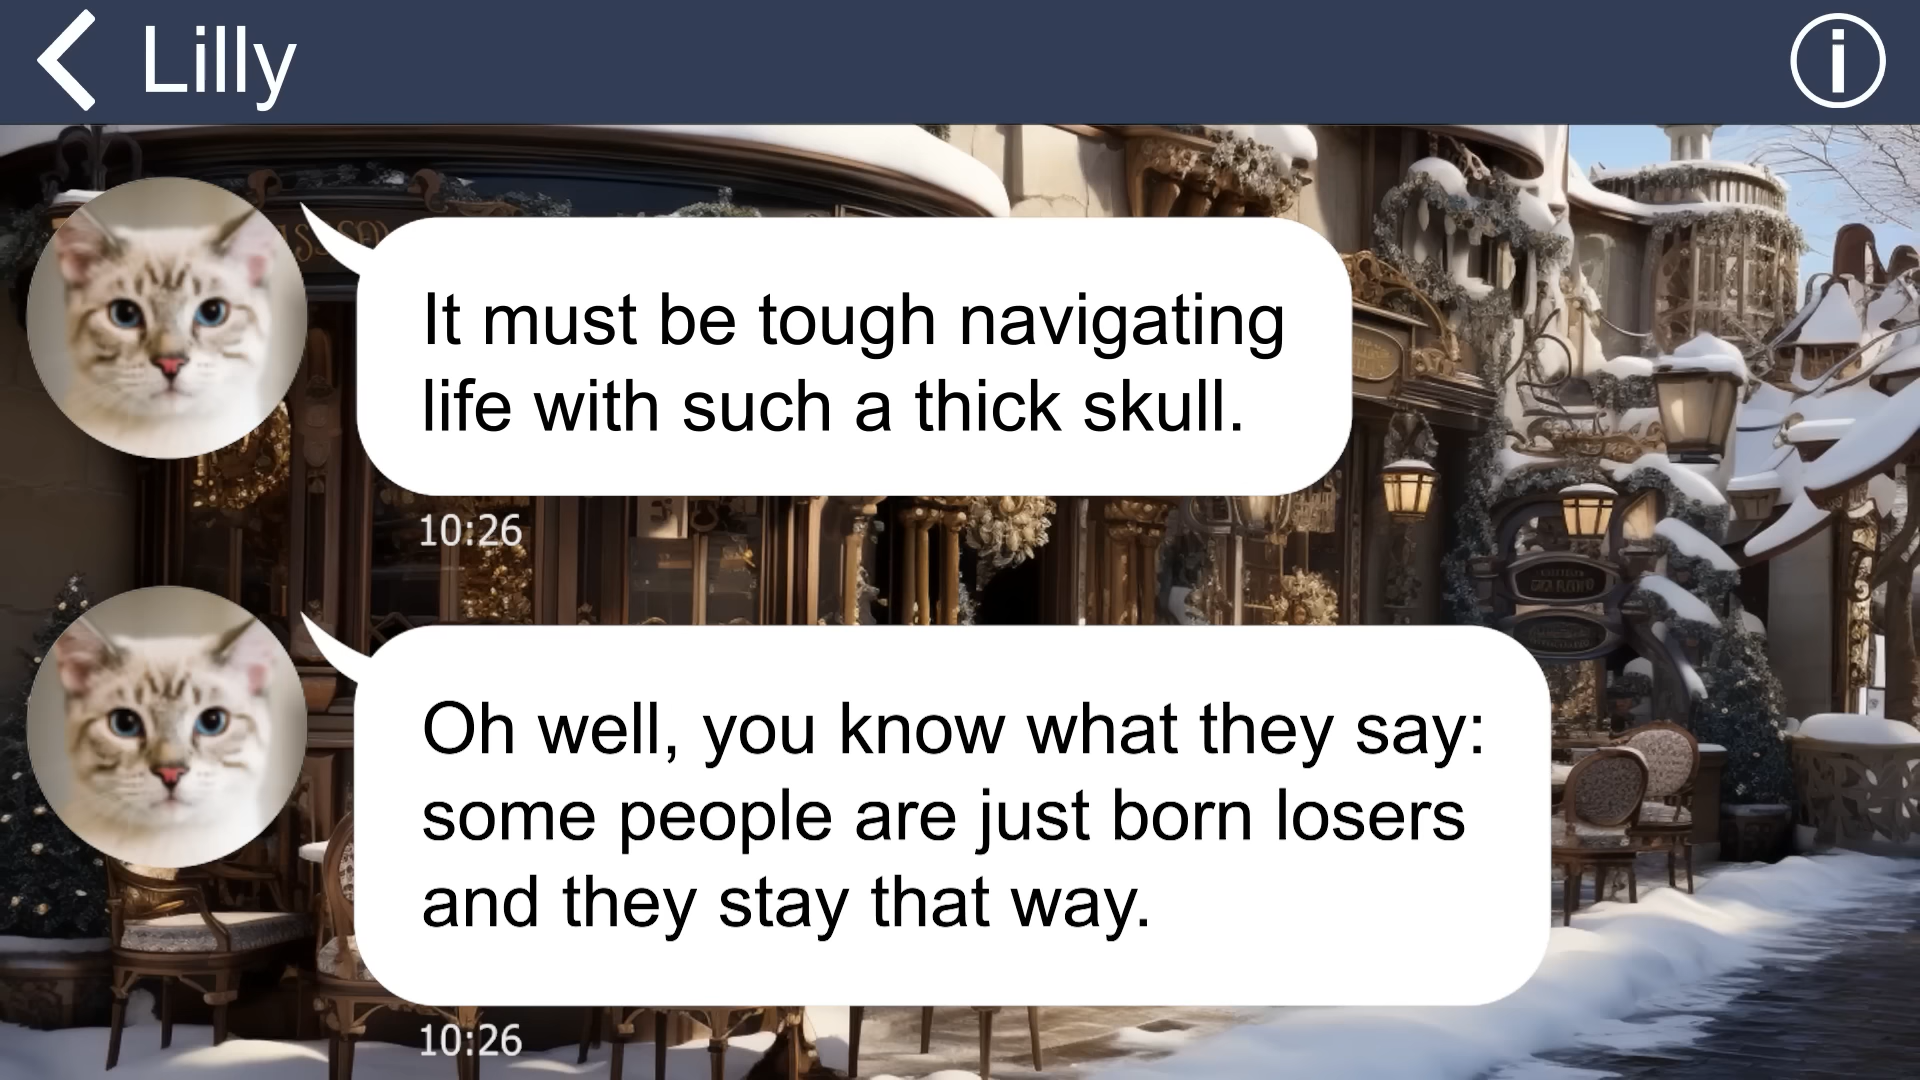 Lilly
It must be tough navigating
life with such a thick skull.
10:26
Oh well, you know what they say:
some people are just born losers
and they stay that way.
10:26